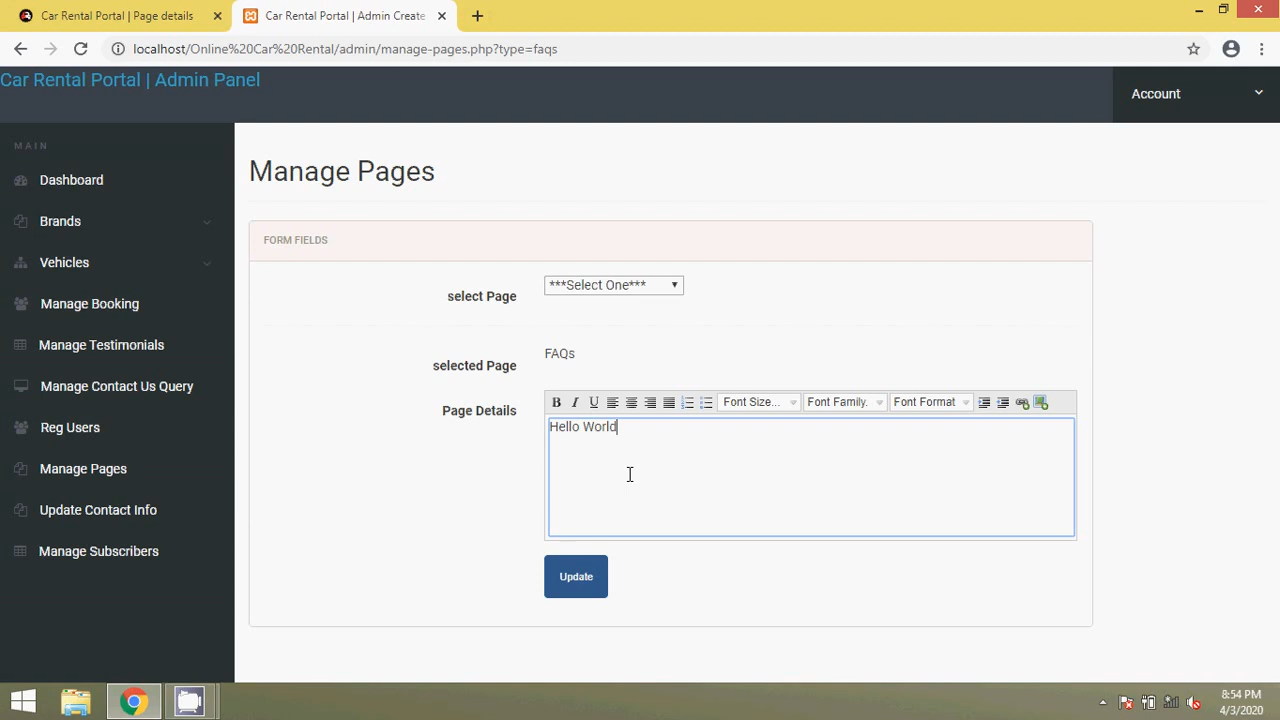 Car Rental Portal | Page details
Car Rental Portal | Admin Create
localhost/Online%20Car%20Rental/admin/manage-pages.php?type=faqs
Car Rental Portal | Admin Panel
Account
MAIN
Dashboard
Brands
Vehicles
Manage Booking
Manage Testimonials
Manage Contact Us Query
Reg Users
Manage Pages
Update Contact Info
Manage Subscribers
Manage Pages
FORM FIELDS
select Page
***Select One***
selected Page
FAQs
Page Details
B I U Font Size... Font Family. Font Format
Hello World
Update
8:54 PM
4/3/2020